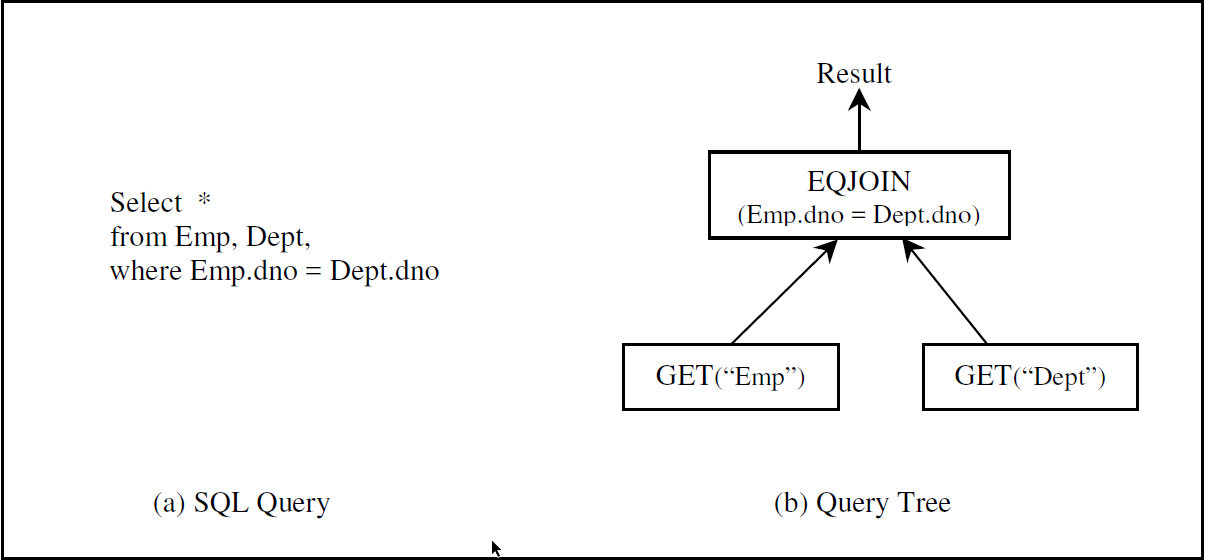 Select *
from Emp, Dept,
where Emp.dno = Dept.dno
(a) SQL Query
Result
EQJOIN
(Emp.dno = Dept.dno)
GET(“Emp”)
GET(“Dept”)
(b) Query Tree